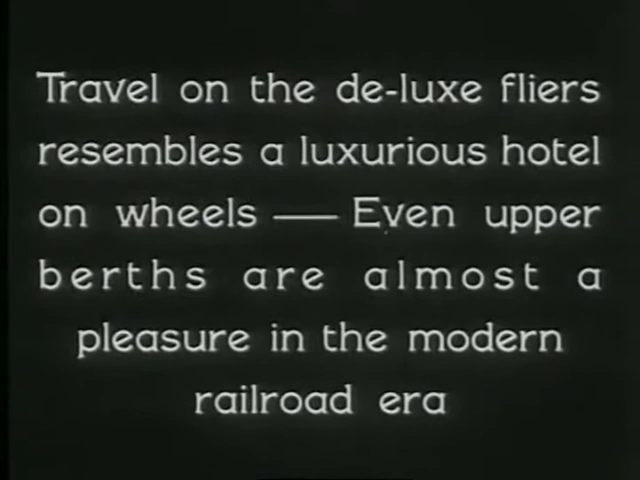 Travel on the de-luxe fliers
resembles a luxurious hotel
on wheels — Even upper
berths are almost a
pleasure in the modern
railroad era